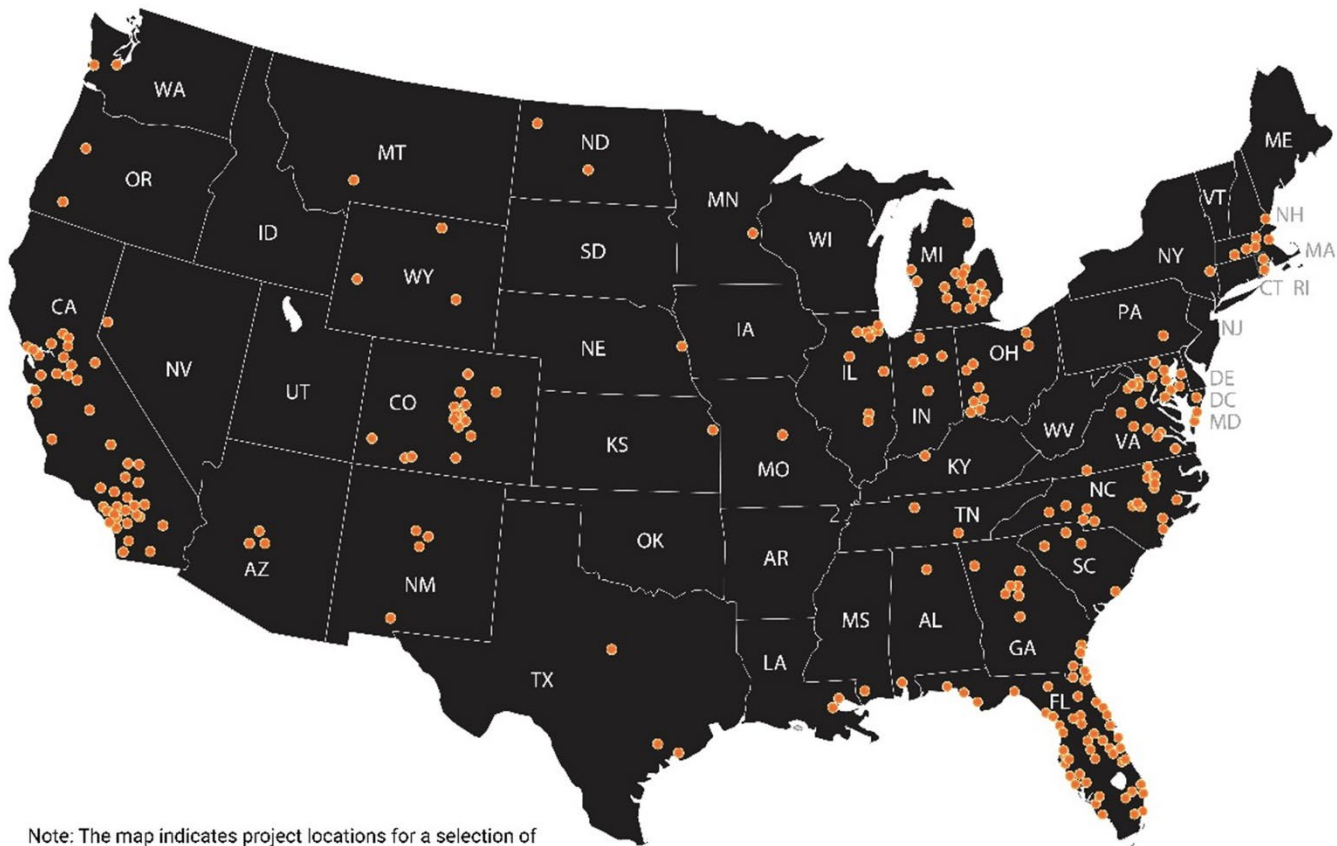 WA
MT
ND
ME
OR
MN
VT
ID
SD
WI
MI
NH
NY
MA
WY
CT RI
CA
IA
PA
NE
NJ
NV
OH
IL
UT
IN
DE
CO
DC
WV
MD
KS
MO
VA
KY
NC
TN
OK
AR
AZ
NM
SC
MS
AL
GA
LA
TX
FL
Note: The map indicates project locations for a selection of